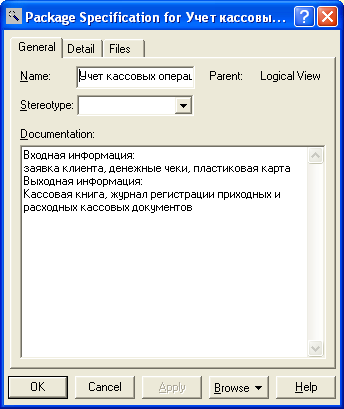 Package Specification for Учет кассовы...
General Detail Files
Name: Учет кассовых операц Parent: Logical View
Stereotype:
Documentation:
Входная информация:
заявка клиента, денежные чеки, пластиковая карта
Выходная информация:
Кассовая книга, журнал регистрации приходных и
расходных кассовых документов
OK Cancel Apply Browse Help